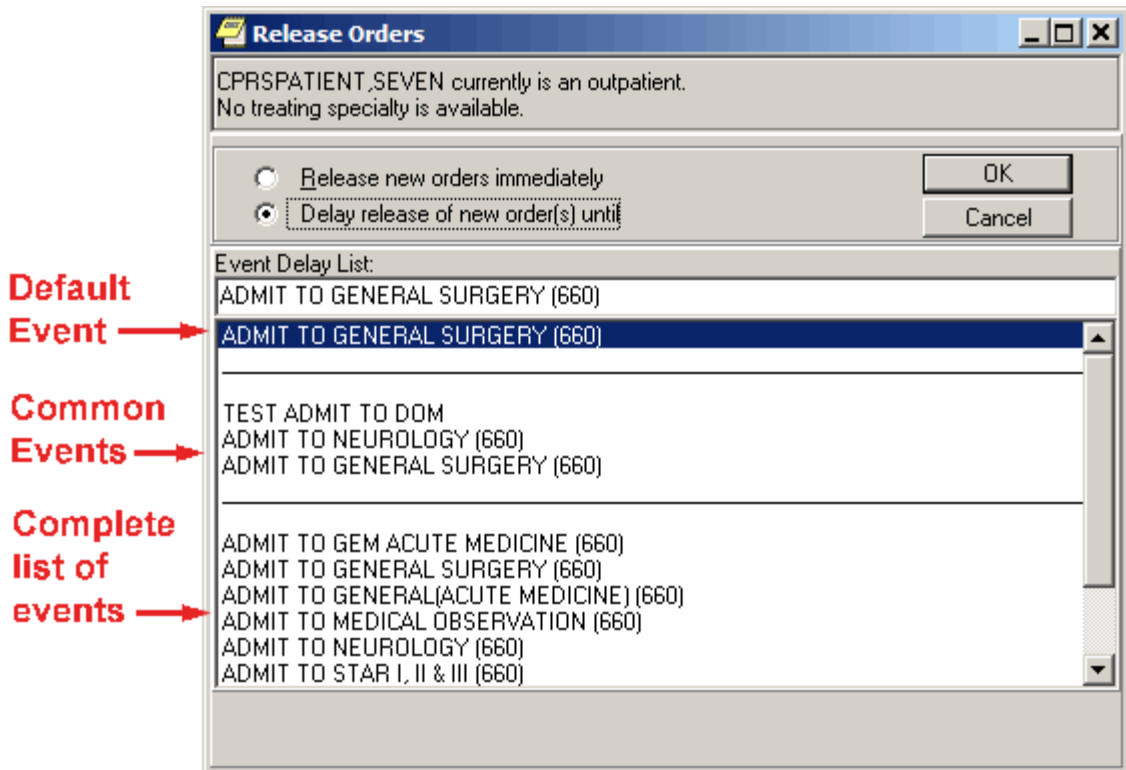 Release Orders
CPRSPATIENT,SEVEN currently is an outpatient.
No treating specialty is available.
Release new orders immediately
OK
Delay release of new order(s) until
Cancel
Event Delay List:
ADMIT TO GENERAL SURGERY (660)
Default
Event
ADMIT TO GENERAL SURGERY (660)
Common
Events
TEST ADMIT TO DOM
ADMIT TO NEUROLOGY (660)
ADMIT TO GENERAL SURGERY (660)
Complete
list of
events
ADMIT TO GEM ACUTE MEDICINE (660)
ADMIT TO GENERAL SURGERY (660)
ADMIT TO GENERAL(ACUTE MEDICINE) (660)
ADMIT TO MEDICAL OBSERVATION (660)
ADMIT TO NEUROLOGY (660)
ADMIT TO STAR I, II & III (660)